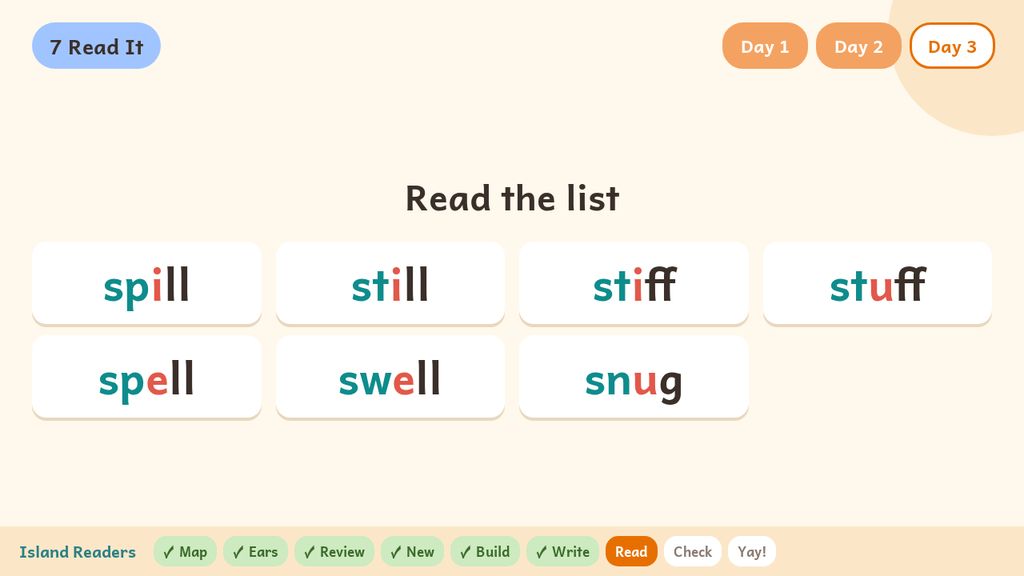 7 Read It
Day 1 Day 2 Day 3
Read the list
spill still stiff stuff
spell swell snug
Island Readers ✓ Map ✓ Ears ✓ Review ✓ New ✓ Build ✓ Write Read Check Yay!